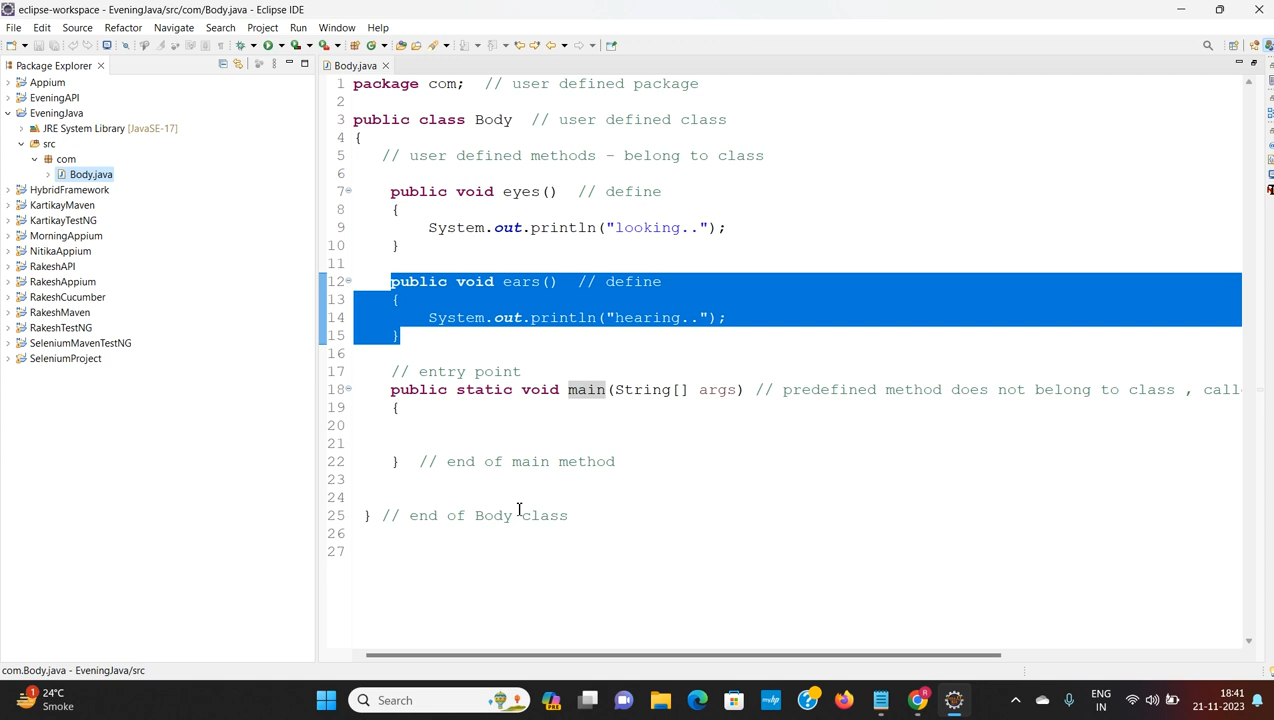 eclipse-workspace - EveningJava/src/com/Body.java - Eclipse IDE
File Edit Source Refactor Navigate Search Project Run Window Help
Package Explorer
Appium
EveningAPI
EveningJava
JRE System Library [JavaSE-17]
src
com
Body.java
HybridFramework
KartikayMaven
KartikayTestNG
MorningAppium
NitikaAppium
RakeshAPI
RakeshAppium
RakeshCucumber
RakeshMaven
RakeshTestNG
SeleniumMavenTestNG
SeleniumProject
Body.java
1 package com; // user defined package
2
3 public class Body // user defined class
4 {
5 // user defined methods - belong to class
6
7 public void eyes() // define
8 {
9 System.out.println("looking..");
10 }
11
12 public void ears() // define
13 {
14 System.out.println("hearing..");
15 }
16
17 // entry point
18 public static void main(String[] args) // predefined method does not belong to class , call
19 {
20
21
22 } // end of main method
23
24
25 } // end of Body class
26
27
com.Body.java - EveningJava/src
1
24°C
Smoke
Search
PRE
ENG
IN
18:41
21-11-2023